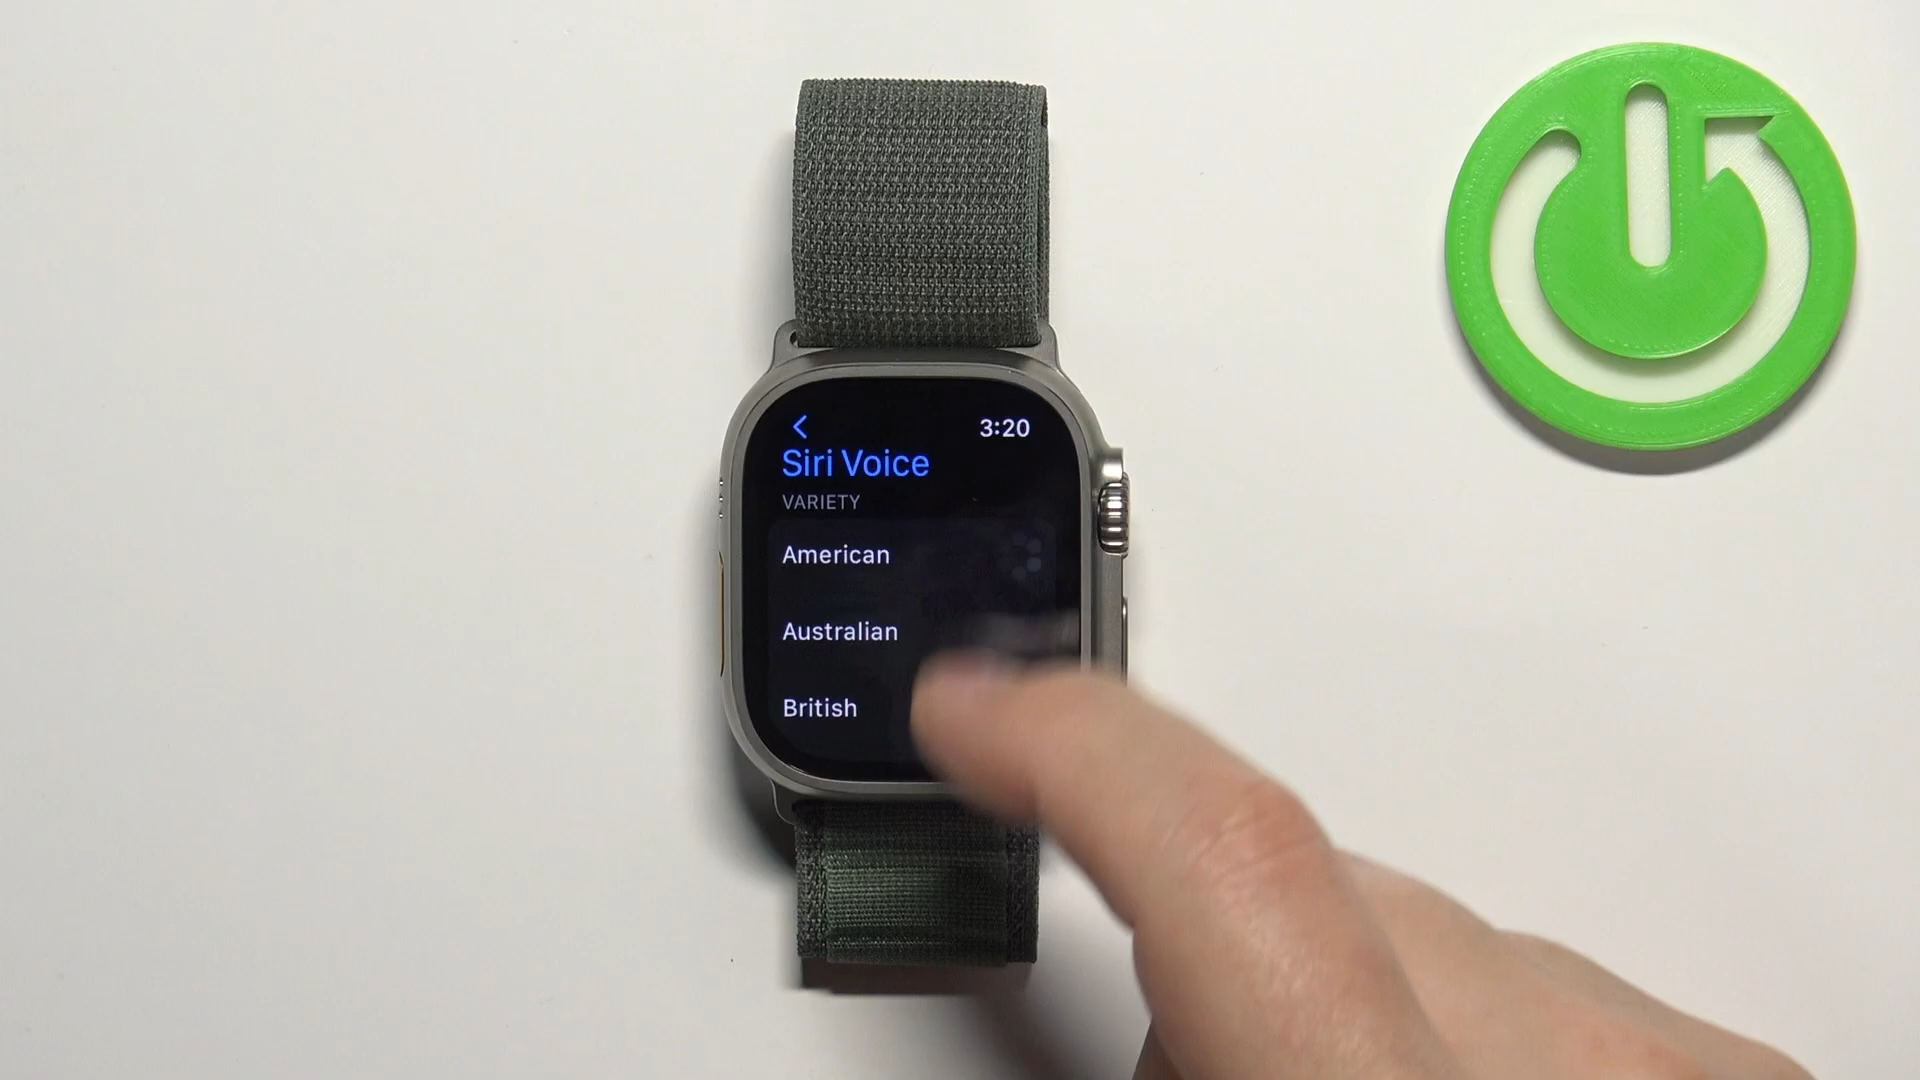 3:20
Siri Voice
VARIETY
American
Australian
British